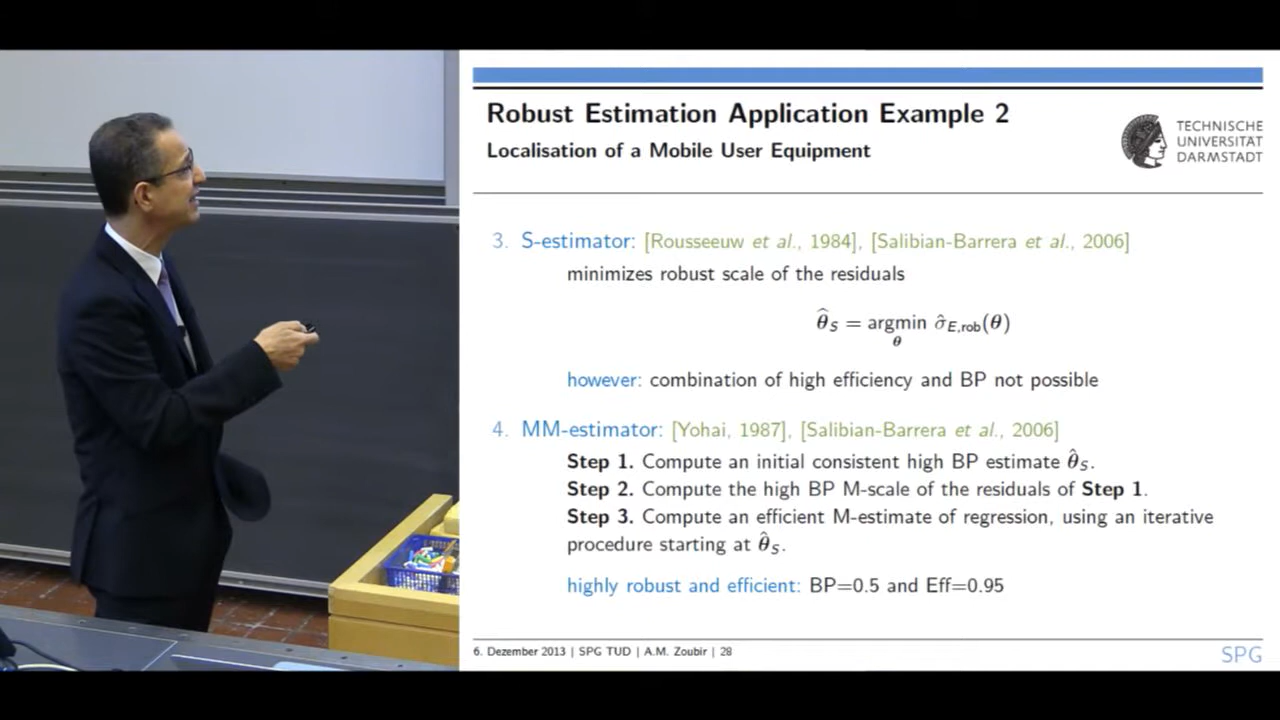 Robust Estimation Application Example 2
Localisation of a Mobile User Equipment
TECHNISCHE
UNIVERSITÄT
DARMSTADT
3. S-estimator: [Rousseeuw et al., 1984], [Salibian-Barrera et al., 2006]
minimizes robust scale of the residuals
θ̂_S = argmin_θ σ̂_{E,rob}(θ)
however: combination of high efficiency and BP not possible
4. MM-estimator: [Yohai, 1987], [Salibian-Barrera et al., 2006]
Step 1. Compute an initial consistent high BP estimate θ̂_S.
Step 2. Compute the high BP M-scale of the residuals of Step 1.
Step 3. Compute an efficient M-estimate of regression, using an iterative
procedure starting at θ̂_S.
highly robust and efficient: BP=0.5 and Eff=0.95
6. Dezember 2013 | SPG TUD | A.M. Zoubir | 28
SPG